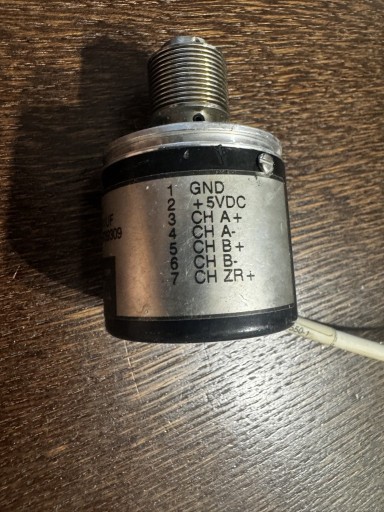 1 GND
2 +5VDC
3 CH A+
4 CH A-
5 CH B+
6 CH B-
7 CH ZR+